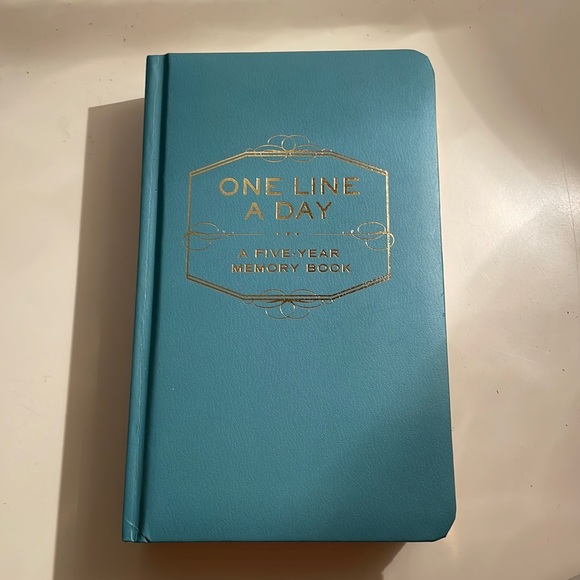 ONE LINE
A DAY
A FIVE-YEAR
MEMORY BOOK